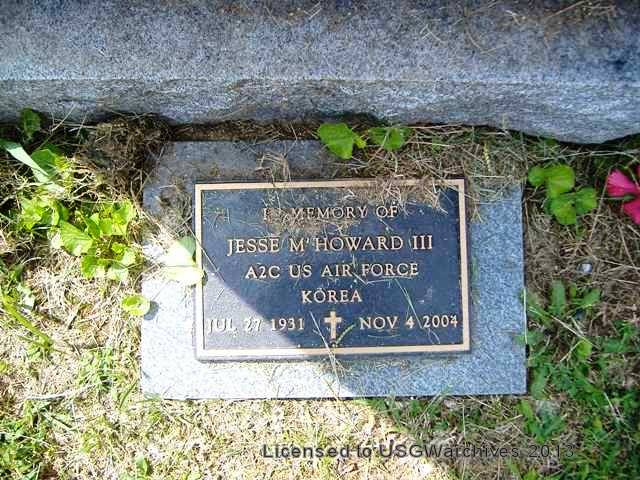 IN MEMORY OF
JESSE M HOWARD III
A2C US AIR FORCE
KOREA
JUL 27 1931 NOV 4 2004
Licensed to USGWarchives 2013